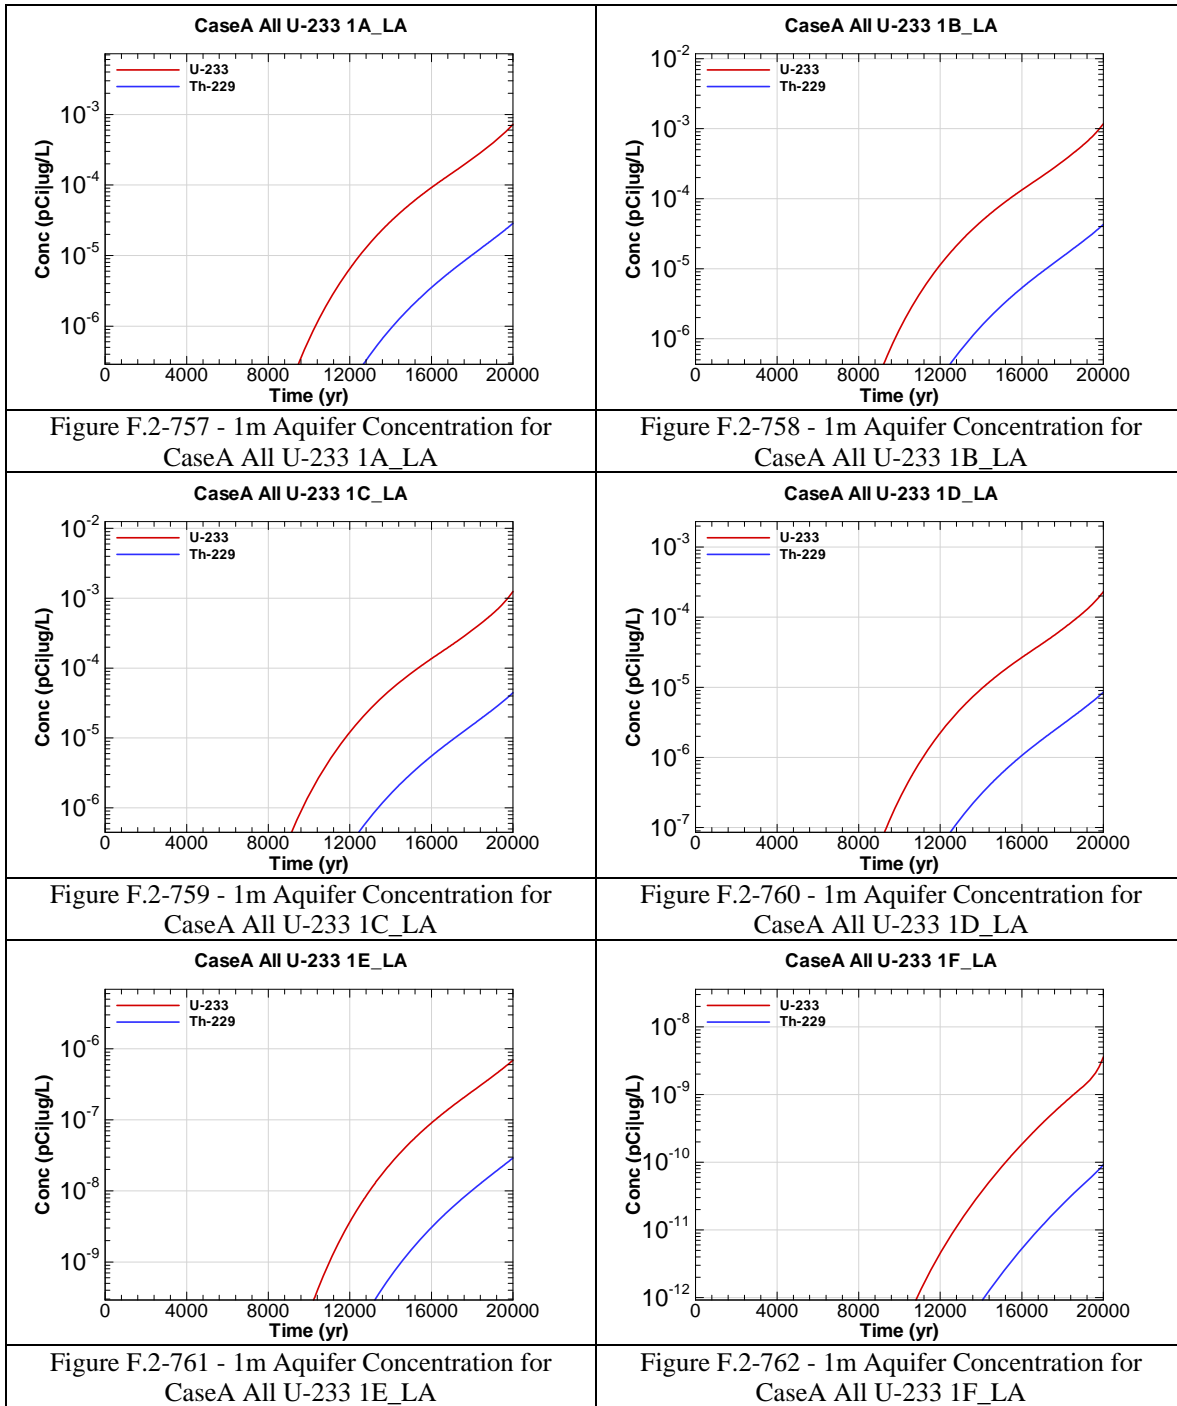 CaseA All U-233 1A_LA
U-233
Th-229
Conc (pCi|ug/L)
10-3
10-4
10-5
10-6
0 4000 8000 12000 16000 20000
Time (yr)
Figure F.2-757 - 1m Aquifer Concentration for
CaseA All U-233 1A_LA
CaseA All U-233 1B_LA
U-233
Th-229
Conc (pCi|ug/L)
10-2
10-3
10-4
10-5
10-6
0 4000 8000 12000 16000 20000
Time (yr)
Figure F.2-758 - 1m Aquifer Concentration for
CaseA All U-233 1B_LA
CaseA All U-233 1C_LA
U-233
Th-229
Conc (pCi|ug/L)
10-2
10-3
10-4
10-5
10-6
0 4000 8000 12000 16000 20000
Time (yr)
Figure F.2-759 - 1m Aquifer Concentration for
CaseA All U-233 1C_LA
CaseA All U-233 1D_LA
U-233
Th-229
Conc (pCi|ug/L)
10-3
10-4
10-5
10-6
10-7
0 4000 8000 12000 16000 20000
Time (yr)
Figure F.2-760 - 1m Aquifer Concentration for
CaseA All U-233 1D_LA
CaseA All U-233 1E_LA
U-233
Th-229
Conc (pCi|ug/L)
10-6
10-7
10-8
10-9
0 4000 8000 12000 16000 20000
Time (yr)
Figure F.2-761 - 1m Aquifer Concentration for
CaseA All U-233 1E_LA
CaseA All U-233 1F_LA
U-233
Th-229
Conc (pCi|ug/L)
10-8
10-9
10-10
10-11
10-12
0 4000 8000 12000 16000 20000
Time (yr)
Figure F.2-762 - 1m Aquifer Concentration for
CaseA All U-233 1F_LA